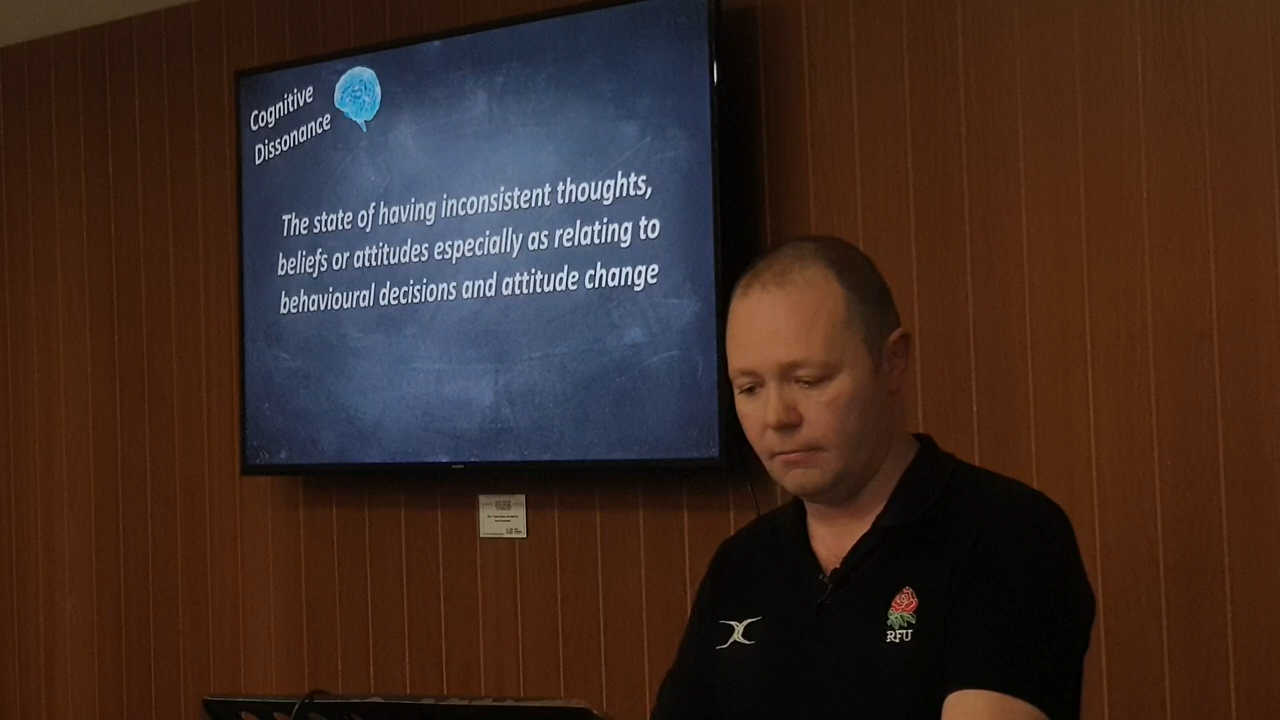 Cognitive
Dissonance
The state of having inconsistent thoughts,
beliefs or attitudes especially as relating to
behavioural decisions and attitude change
RFU